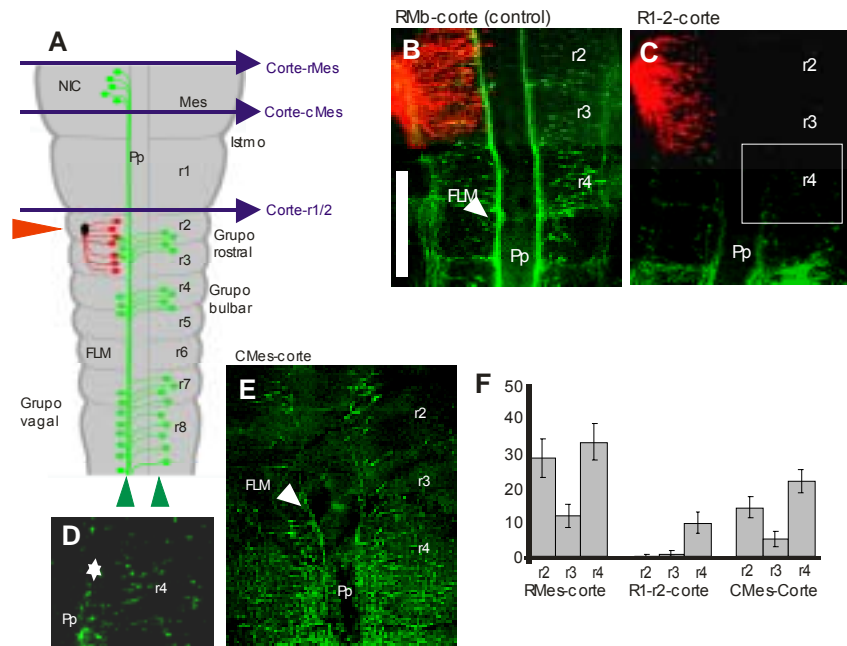 A
Corte-rMes
NIC
Mes
Corte-cMes
Istmo
Pp
r1
Corte-r1/2
r2
Grupo
rostral
r3
r4
Grupo
bulbar
r5
FLM
r6
r7
Grupo
vagal
r8
RMb-corte (control)
B
r2
r3
r4
FLM
Pp
R1-2-corte
C
r2
r3
r4
Pp
D
r4
Pp
CMes-corte
E
r2
r3
FLM
r4
Pp
F
50
40
30
20
10
0
r2 r3 r4 r2 r3 r4 r2 r3 r4
RMes-corte R1-r2-corte CMes-Corte